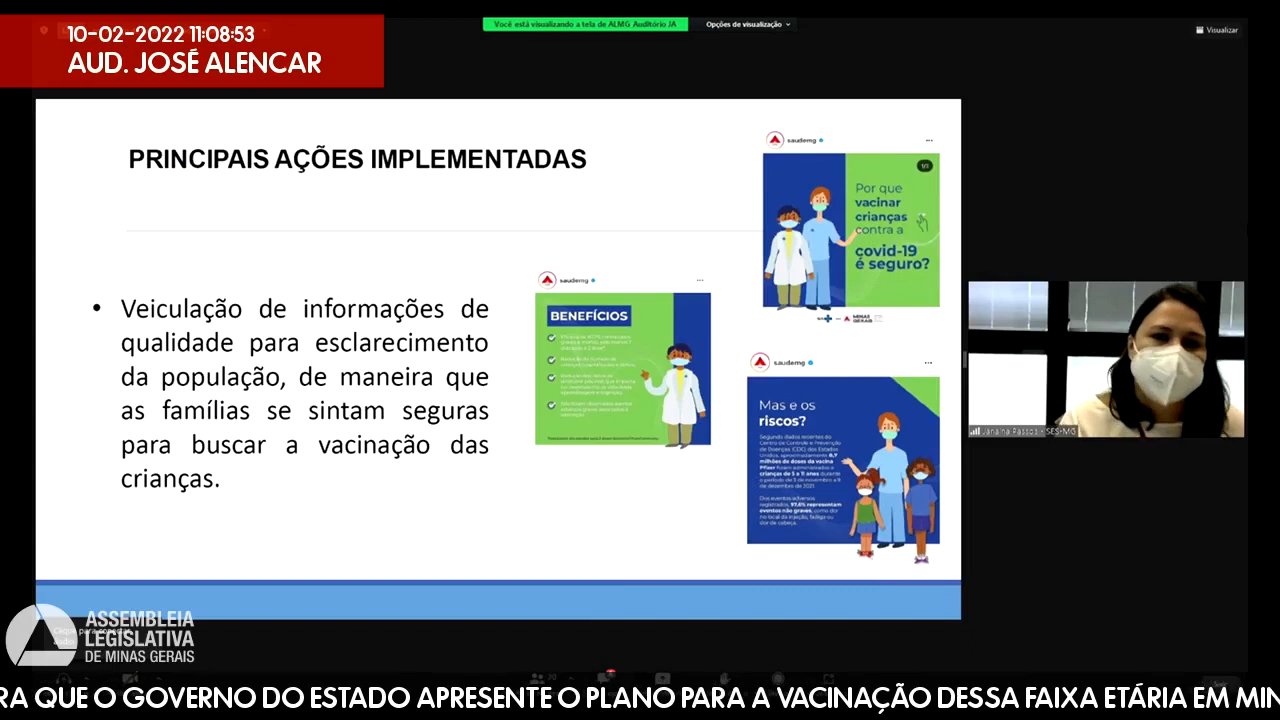 10-02-2022 11:08:53
AUD. JOSÉ ALENCAR
Você está visualizando a tela de ALMG Auditório JA
Opções de visualização
Visualizar
PRINCIPAIS AÇÕES IMPLEMENTADAS
• Veiculação de informações de
qualidade para esclarecimento
da população, de maneira que
as famílias se sintam seguras
para buscar a vacinação das
crianças.
saudemg
BENEFÍCIOS
saudemg
1/3
Por que
vacinar
crianças
contra a
covid-19
é seguro?
MINAS
GERAIS
saudemg
Mas e os
riscos?
Segundo dados recentes do
Centro de Controle e Prevenção
de Doenças (CDC) dos Estados
Unidos, aproximadamente 8,7
milhões de doses da vacina
Pfizer foram administradas a
crianças de 5 a 11 anos durante
o período de 3 de novembro a 19
de dezembro de 2021.
Dos eventos adversos
registrados, 97,6% representam
eventos não graves, como dor
no local da injeção, fadiga ou
dor de cabeça.
Janaina Passos - SES-MG
ASSEMBLEIA
LEGISLATIVA
DE MINAS GERAIS
RA QUE O GOVERNO DO ESTADO APRESENTE O PLANO PARA A VACINAÇÃO DESSA FAIXA ETÁRIA EM MIN